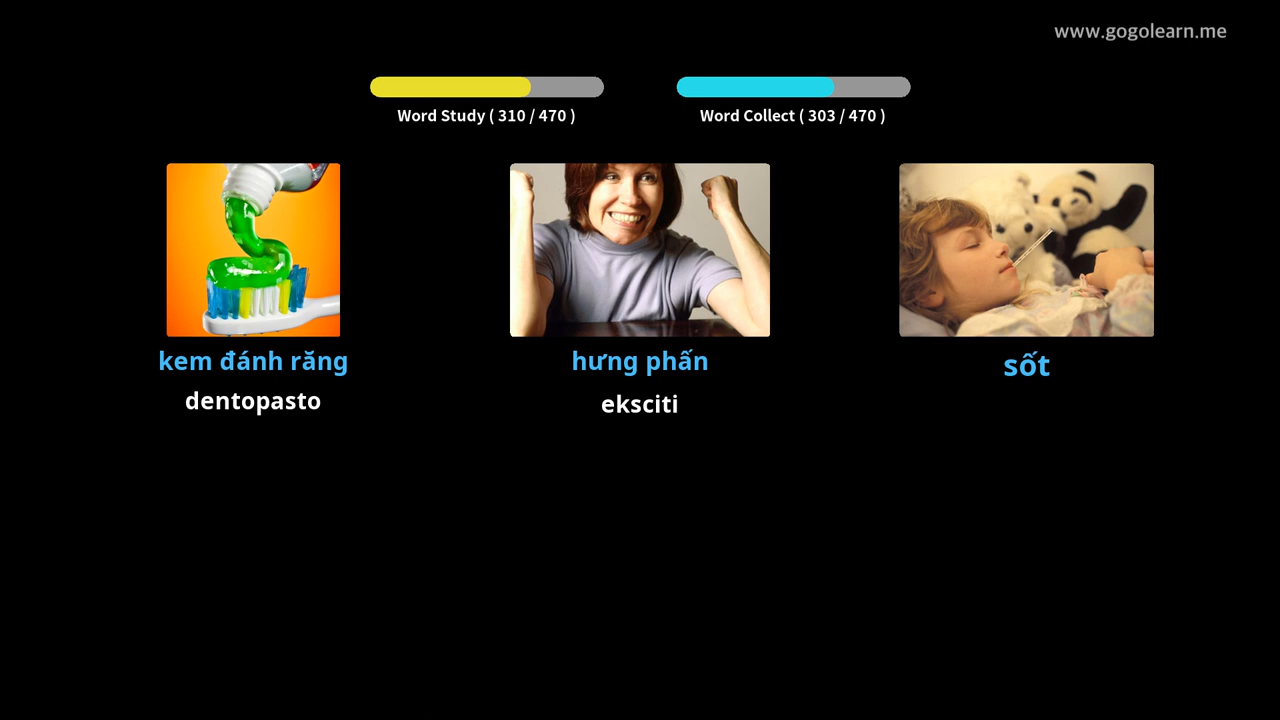 www.gogolearn.me
Word Study ( 310 / 470 )
Word Collect ( 303 / 470 )
kem đánh răng
dentopasto
hưng phấn
eksciti
sốt